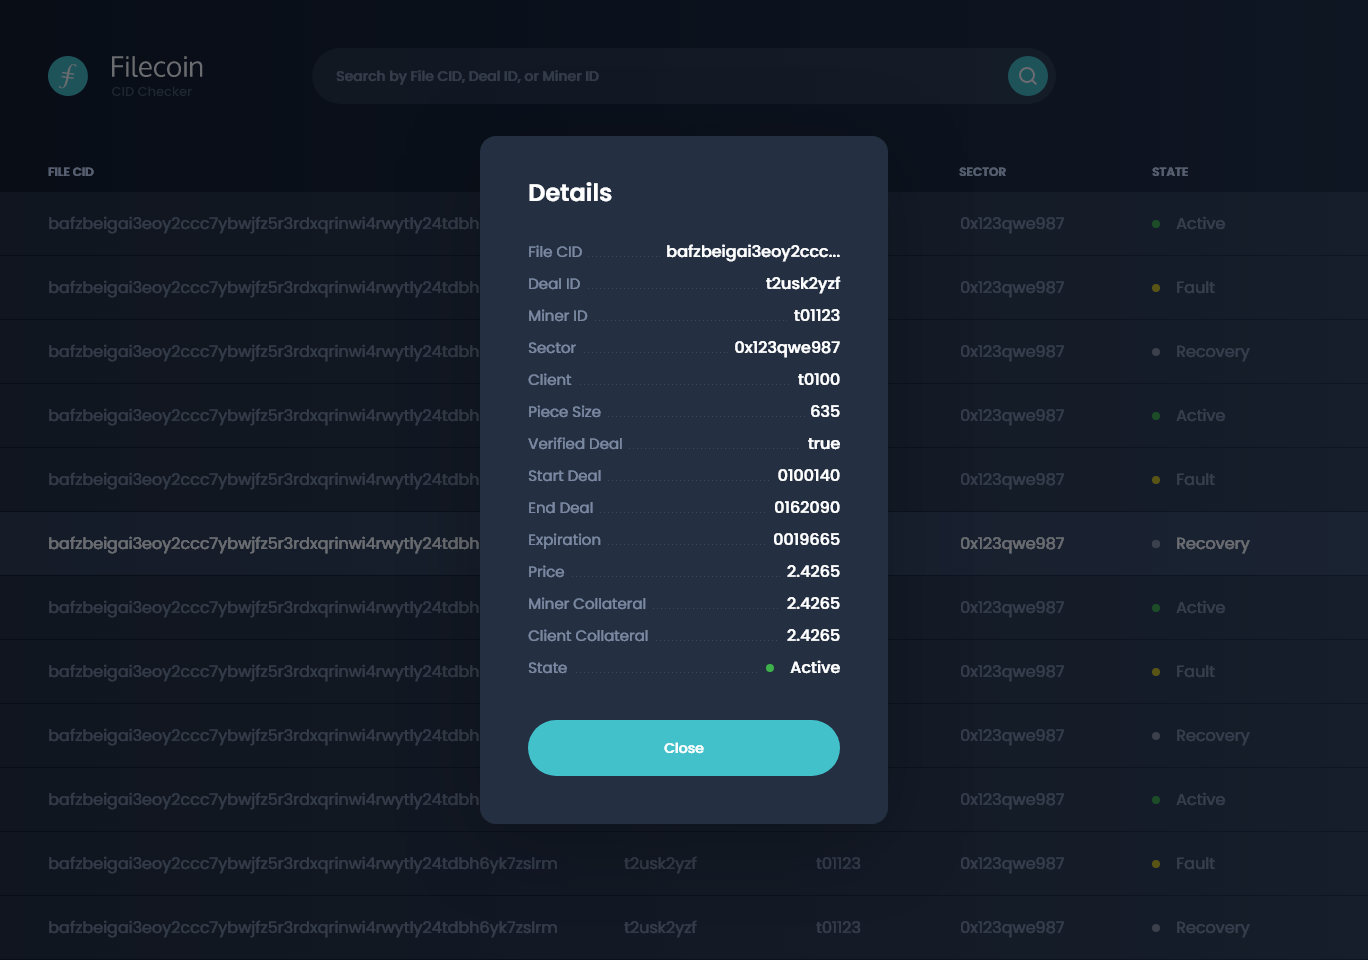 Filecoin
CID Checker
Search by File CID, Deal ID, or Miner ID
FILE CID SECTOR STATE
Details
bafzbeigai3eoy2ccc7ybwjfz5r3rdxqrinwi4rwytly24tdbh 0x123qwe987 Active
File CID bafzbeigai3eoy2ccc...
Deal ID t2usk2yzf
bafzbeigai3eoy2ccc7ybwjfz5r3rdxqrinwi4rwytly24tdbh 0x123qwe987 Fault
Miner ID t01123
Sector 0x123qwe987
bafzbeigai3eoy2ccc7ybwjfz5r3rdxqrinwi4rwytly24tdbh 0x123qwe987 Recovery
Client t0100
Piece Size 635
bafzbeigai3eoy2ccc7ybwjfz5r3rdxqrinwi4rwytly24tdbh 0x123qwe987 Active
Verified Deal true
Start Deal 0100140
bafzbeigai3eoy2ccc7ybwjfz5r3rdxqrinwi4rwytly24tdbh 0x123qwe987 Fault
End Deal 0162090
Expiration 0019665
bafzbeigai3eoy2ccc7ybwjfz5r3rdxqrinwi4rwytly24tdbh 0x123qwe987 Recovery
Price 2.4265
Miner Collateral 2.4265
bafzbeigai3eoy2ccc7ybwjfz5r3rdxqrinwi4rwytly24tdbh 0x123qwe987 Active
Client Collateral 2.4265
State Active
bafzbeigai3eoy2ccc7ybwjfz5r3rdxqrinwi4rwytly24tdbh 0x123qwe987 Fault
bafzbeigai3eoy2ccc7ybwjfz5r3rdxqrinwi4rwytly24tdbh 0x123qwe987 Recovery
Close
bafzbeigai3eoy2ccc7ybwjfz5r3rdxqrinwi4rwytly24tdbh 0x123qwe987 Active
bafzbeigai3eoy2ccc7ybwjfz5r3rdxqrinwi4rwytly24tdbh6yk7zslrm t2usk2yzf t01123 0x123qwe987 Fault
bafzbeigai3eoy2ccc7ybwjfz5r3rdxqrinwi4rwytly24tdbh6yk7zslrm t2usk2yzf t01123 0x123qwe987 Recovery